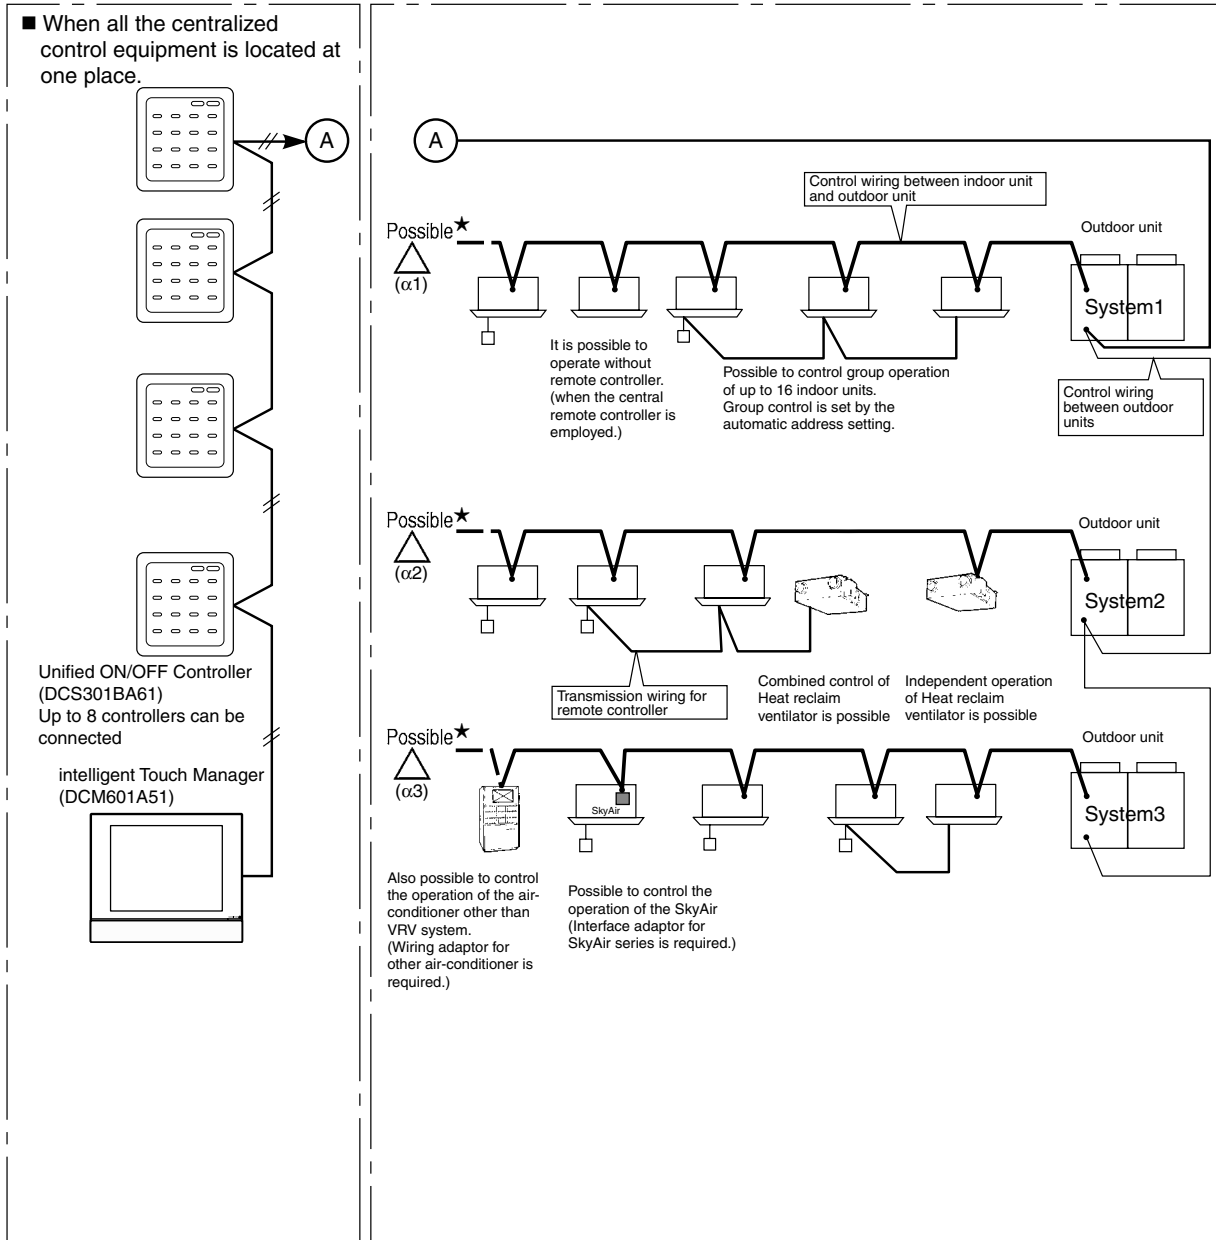 ■ When all the centralized
control equipment is located at
one place.
A
Unified ON/OFF Controller
(DCS301BA61)
Up to 8 controllers can be
connected
intelligent Touch Manager
(DCM601A51)
A
Control wiring between indoor unit
and outdoor unit
Possible★
(α1)
Outdoor unit
System1
It is possible to
operate without
remote controller.
(when the central
remote controller is
employed.)
Possible to control group operation
of up to 16 indoor units.
Group control is set by the
automatic address setting.
Control wiring
between outdoor
units
Possible★
(α2)
Outdoor unit
System2
Transmission wiring for
remote controller
Combined control of
Heat reclaim
ventilator is possible
Independent operation
of Heat reclaim
ventilator is possible
Possible★
(α3)
SkyAir
Outdoor unit
System3
Also possible to control
the operation of the air-
conditioner other than
VRV system.
(Wiring adaptor for
other air-conditioner is
required.)
Possible to control the
operation of the SkyAir
(Interface adaptor for
SkyAir series is required.)